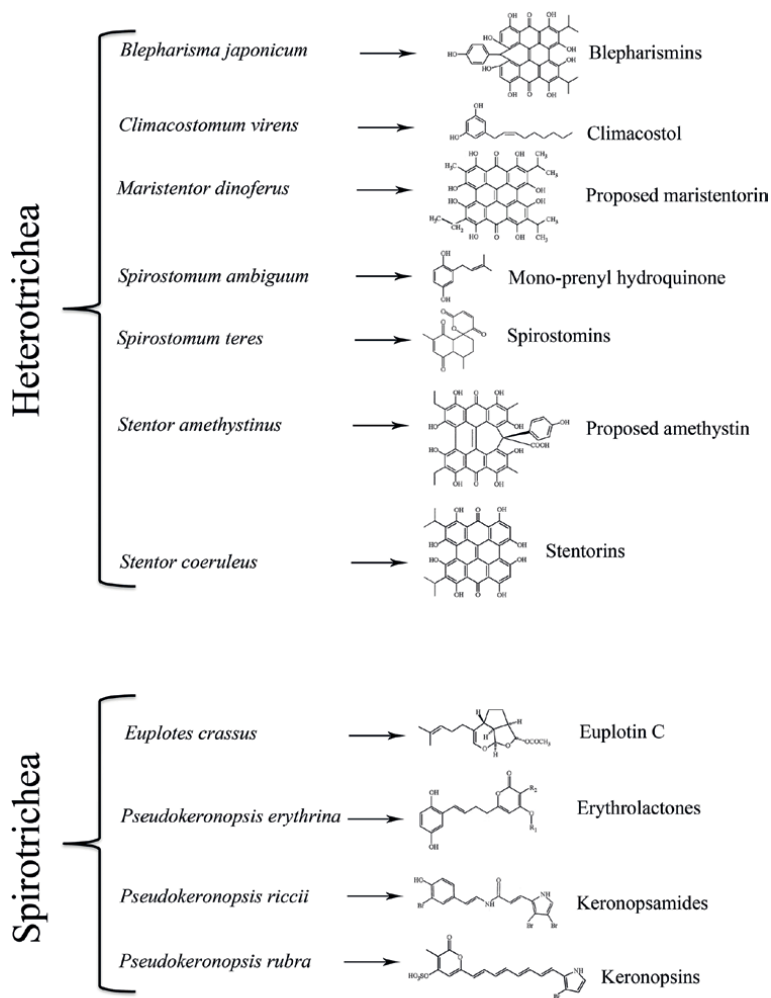 Heterotrichea
Blepharisma japonicum
Blepharismins
Climacostomum virens
Climacostol
Maristentor dinoferus
Proposed maristentorin
Spirostomum ambiguum
Mono-prenyl hydroquinone
Spirostomum teres
Spirostomins
Stentor amethystinus
Proposed amethystin
Stentor coeruleus
Stentorins
Spirotrichea
Euplotes crassus
Euplotin C
Pseudokeronopsis erythrina
Erythrolactones
Pseudokeronopsis riccii
Keronopsamides
Pseudokeronopsis rubra
Keronopsins